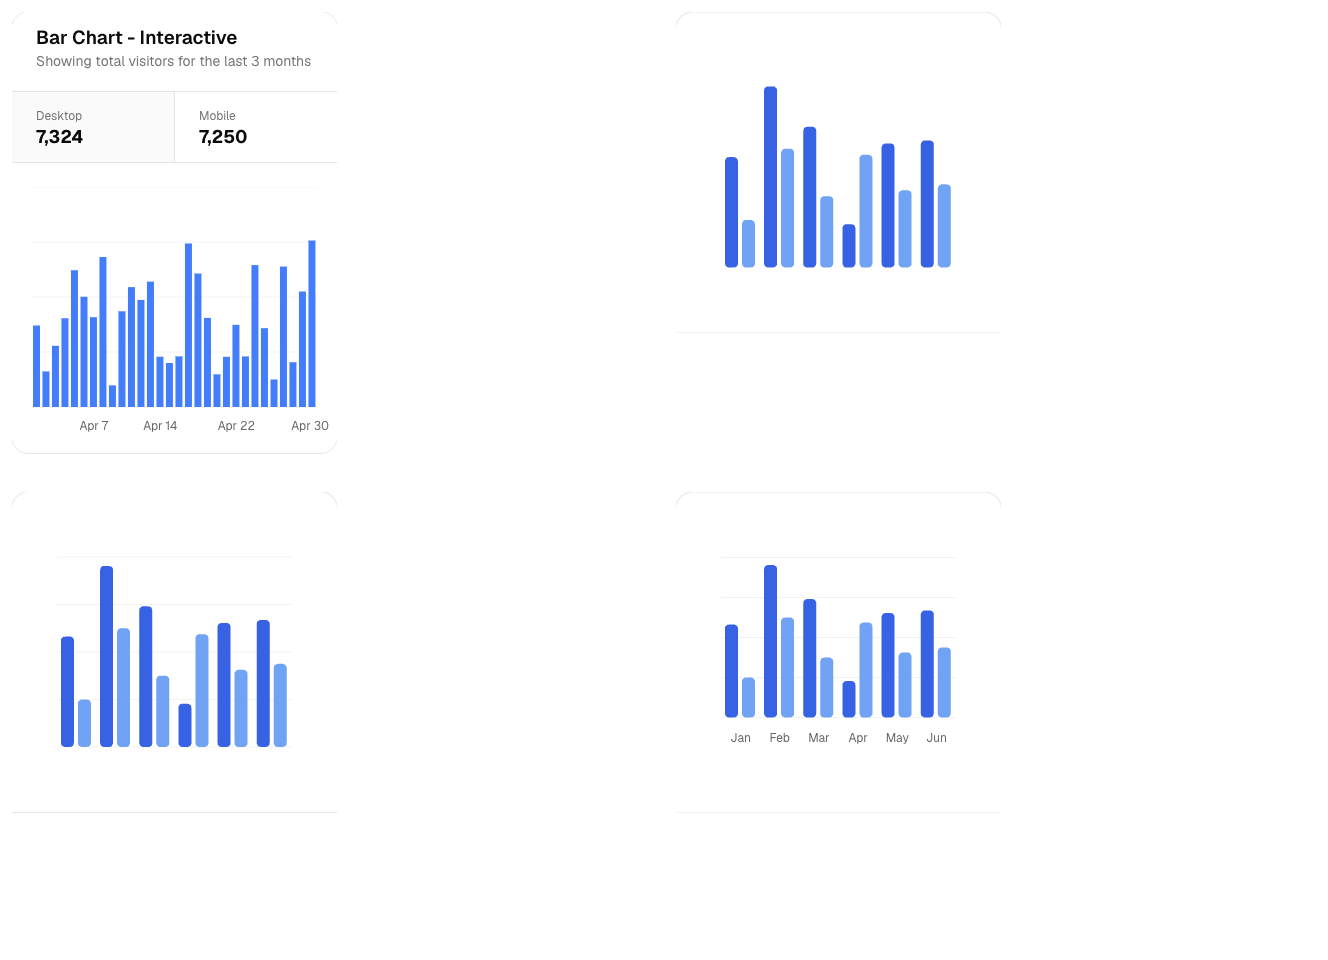 Bar Chart - Interactive
Showing total visitors for the last 3 months
Desktop
7,324
Mobile
7,250
Apr 7 Apr 14 Apr 22 Apr 30
Jan Feb Mar Apr May Jun